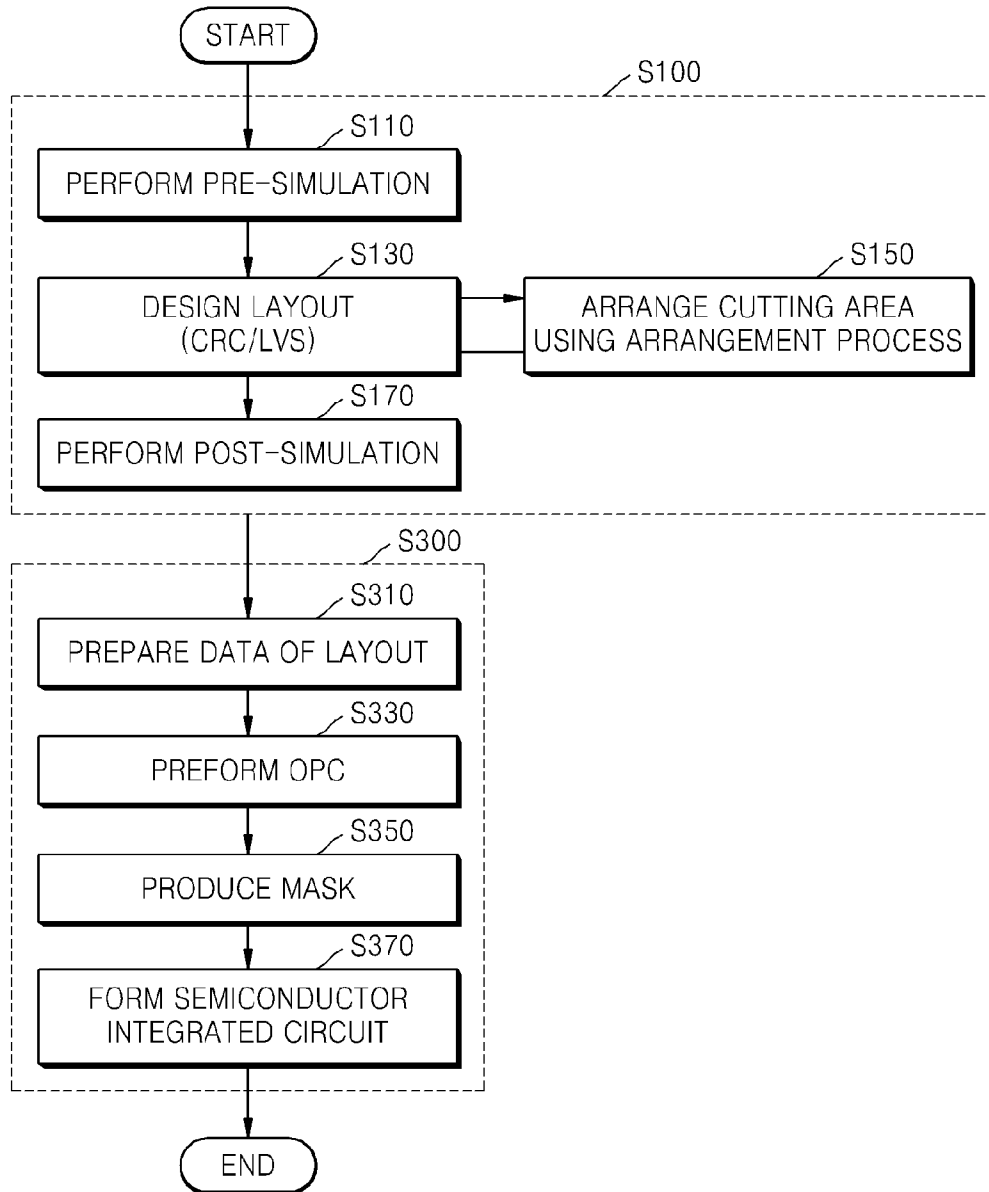 START
S100
S110
PERFORM PRE-SIMULATION
S130
DESIGN LAYOUT
(CRC/LVS)
S150
ARRANGE CUTTING AREA
USING ARRANGEMENT PROCESS
S170
PERFORM POST-SIMULATION
S300
S310
PREPARE DATA OF LAYOUT
S330
PREFORM OPC
S350
PRODUCE MASK
S370
FORM SEMICONDUCTOR
INTEGRATED CIRCUIT
END